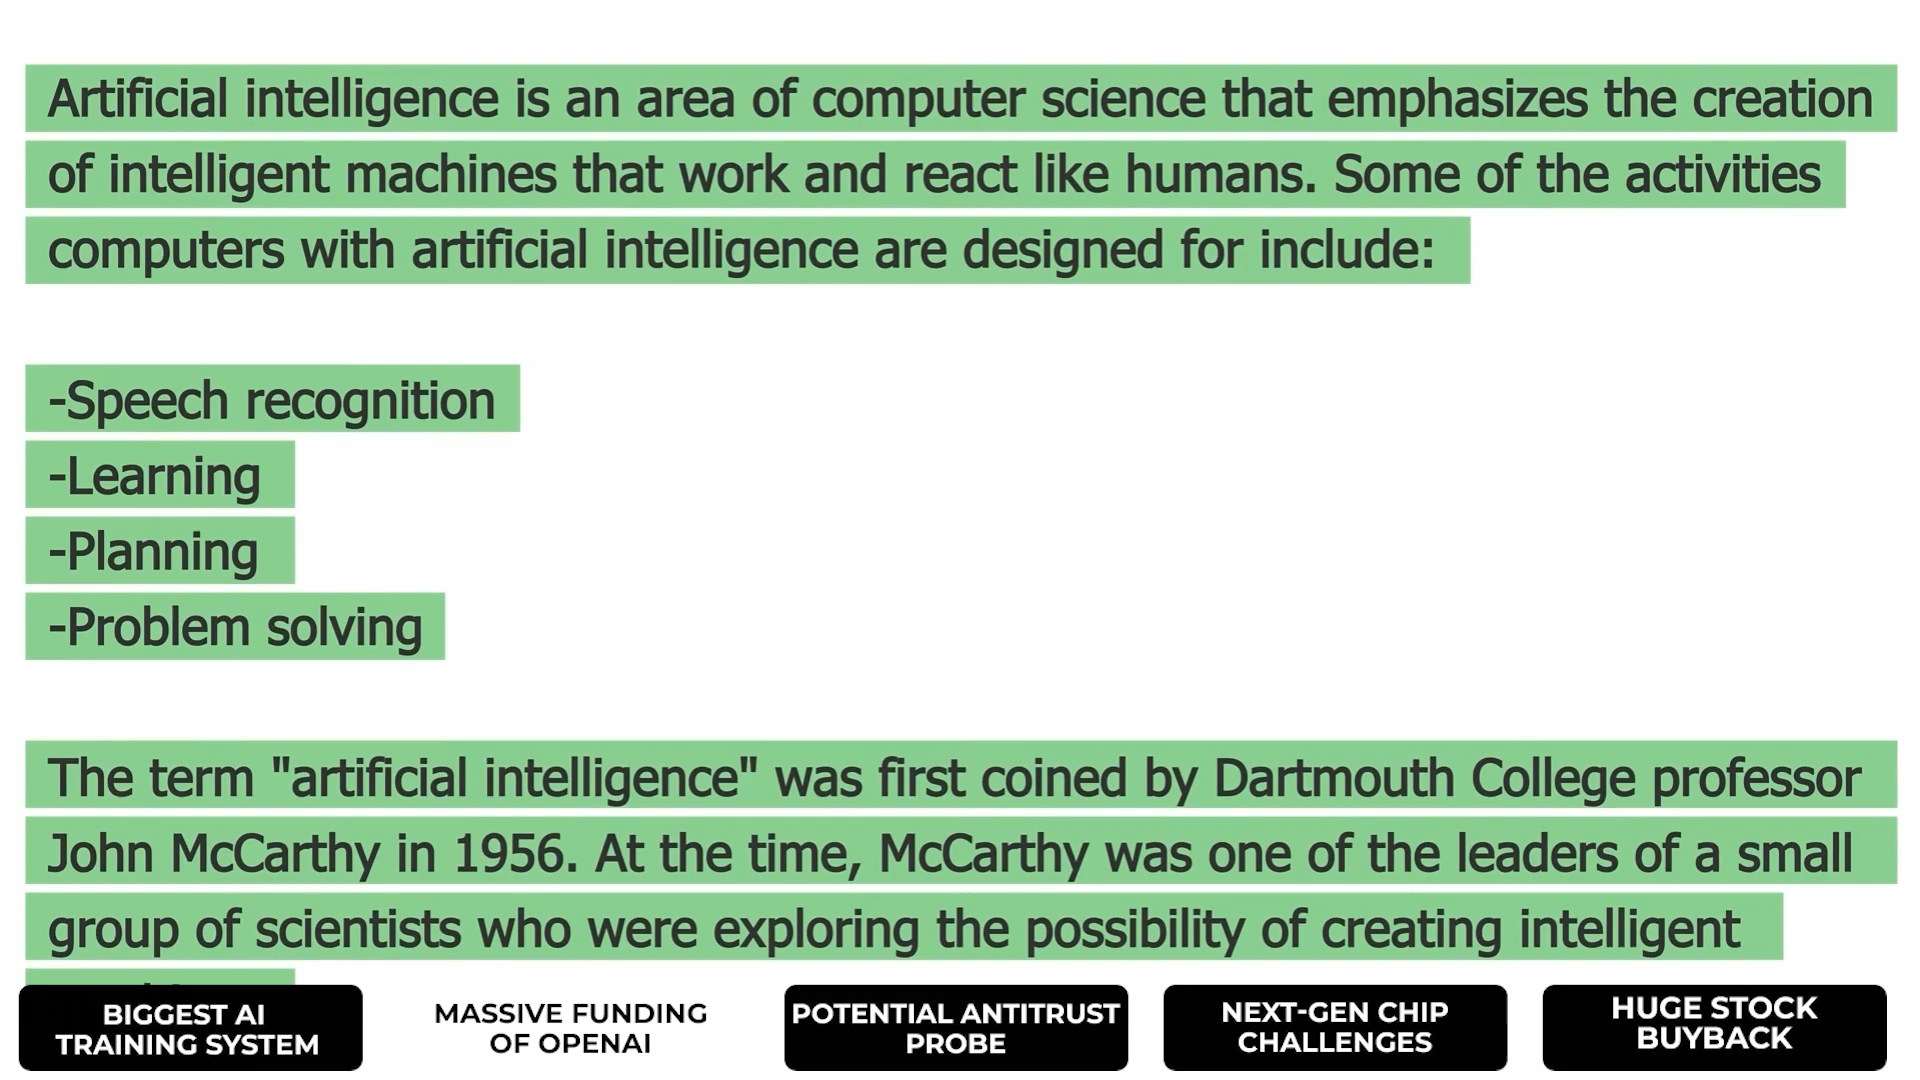 Artificial intelligence is an area of computer science that emphasizes the creation
of intelligent machines that work and react like humans. Some of the activities
computers with artificial intelligence are designed for include:
-Speech recognition
-Learning
-Planning
-Problem solving
The term "artificial intelligence" was first coined by Dartmouth College professor
John McCarthy in 1956. At the time, McCarthy was one of the leaders of a small
group of scientists who were exploring the possibility of creating intelligent
BIGGEST AI
TRAINING SYSTEM
MASSIVE FUNDING
OF OPENAI
POTENTIAL ANTITRUST
PROBE
NEXT-GEN CHIP
CHALLENGES
HUGE STOCK
BUYBACK